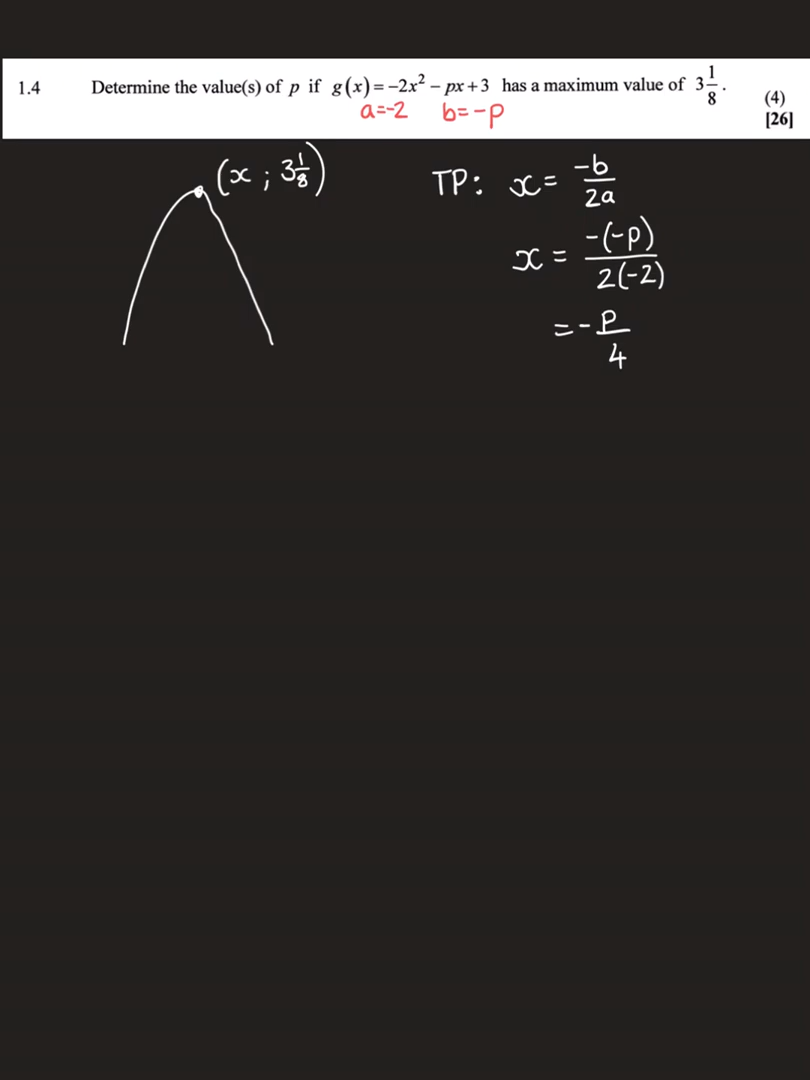 1.4 Determine the value(s) of p if g(x) = −2x² − px + 3 has a maximum value of 3 1/8 . (4)
[26]
a=-2 b=-p
(x ; 3 1/8)
TP: x = -b/2a
x = -(-p)/2(-2)
= - p/4